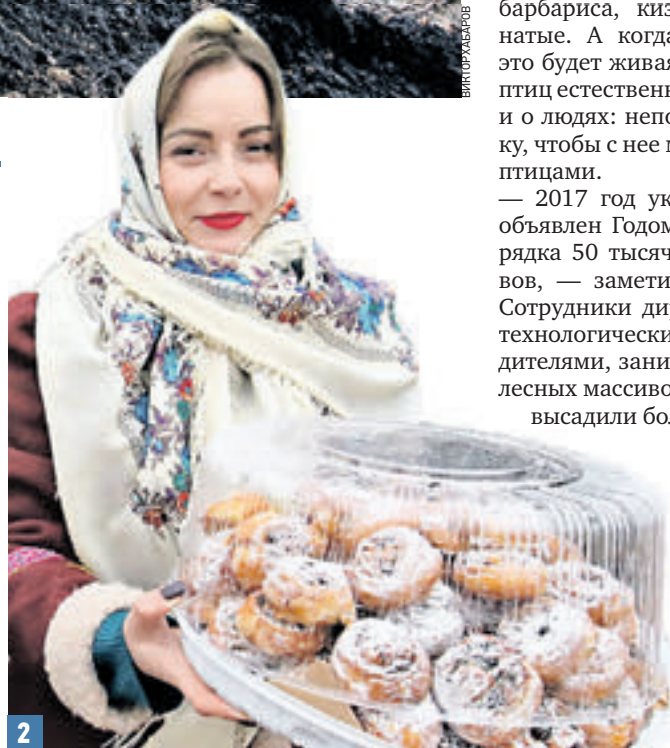 ВИКТОР ХАБАРОВ
барбариса, киз
натые. А когда
это будет живая
птиц естествен
и о людях: непо
ку, чтобы с нее м
птицами.
— 2017 год ук
объявлен Годом
рядка 50 тысяч
вов, — замети
Сотрудники ди
технологически
дителями, зани
лесных массиво
высадили бол
2